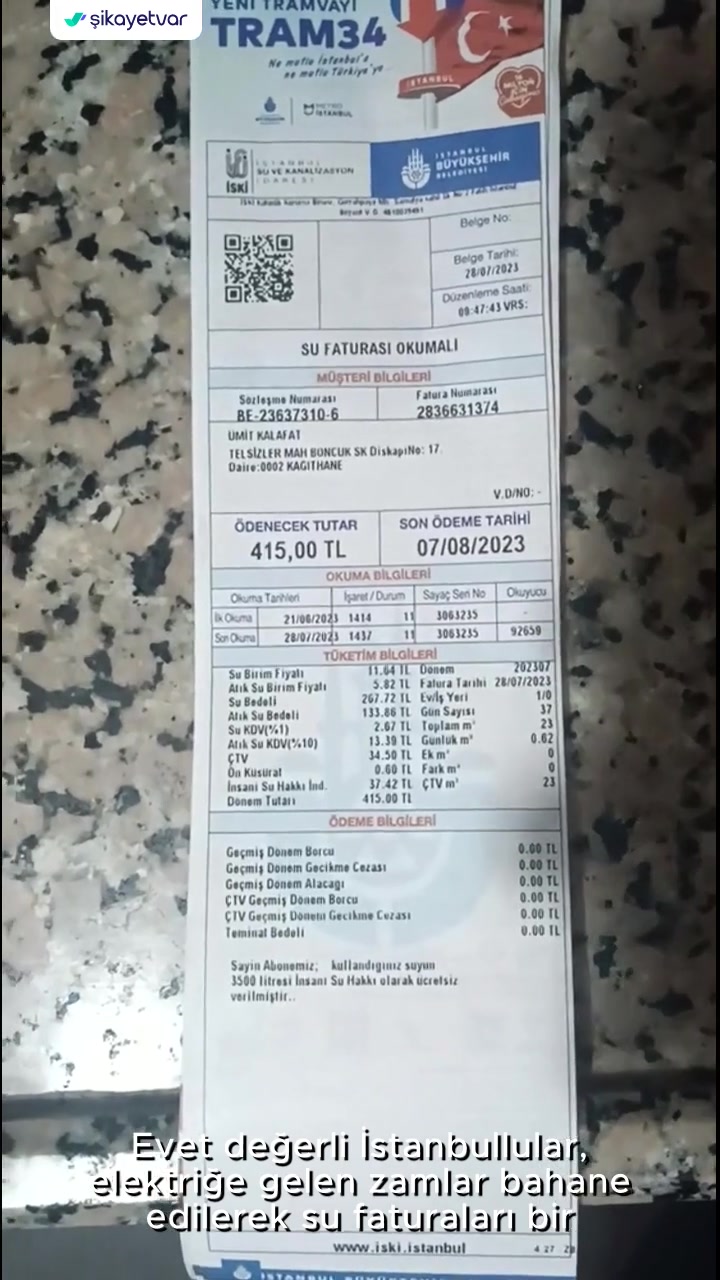 şikayetvar
YENİ TRAMVAYI
TRAM34
Ne mutlu İstanbul'a,
ne mutlu Türkiye'ye...
METRO
İSTANBUL
İSTANBUL
İSKİ
İSTANBUL
SU VE KANALİZASYON
İDARESİ
İSTANBUL
BÜYÜKŞEHİR
BELEDİYESİ
Belge No:
Belge Tarihi:
28/07/2023
Düzenleme Saati:
09:47:43 VRS:
SU FATURASI OKUMALI
MÜŞTERİ BİLGİLERİ
Sözleşme Numarası Fatura Numarası
BE-23637310-6 2836631374
ÜMİT KALAFAT
TELSİZLER MAH BONCUK SK DiskapiNo: 17
Daire:0002 KAGITHANE
V.D/NO: -
ÖDENECEK TUTAR SON ÖDEME TARİHİ
415,00 TL 07/08/2023
OKUMA BİLGİLERİ
Okuma Tarihleri İşaret / Durum Sayaç Seri No Okuyucu
İlk Okuma 21/06/2023 1414 11 3063235 -
Son Okuma 28/07/2023 1437 11 3063235 92659
TÜKETİM BİLGİLERİ
Su Birim Fiyatı 11.64 TL Dönem 202307
Atık Su Birim Fiyatı 5.82 TL Fatura Tarihi 28/07/2023
Su Bedeli 267.72 TL Ev/İş Yeri 1/0
Atık Su Bedeli 133.86 TL Gün Sayısı 37
Su KDV(%1) 2.67 TL Toplam m³ 23
Atık Su KDV(%10) 13.39 TL Günlük m³ 0.62
ÇTV 34.50 TL Ek m³ 0
Ön Küsürat 0.60 TL Fark m³ 0
İnsani Su Hakkı İnd. 37.42 TL ÇTV m³ 23
Dönem Tutarı 415.00 TL
ÖDEME BİLGİLERİ
Geçmiş Dönem Borcu 0.00 TL
Geçmiş Dönem Gecikme Cezası 0.00 TL
Geçmiş Dönem Alacağı 0.00 TL
ÇTV Geçmiş Dönem Borcu 0.00 TL
ÇTV Geçmiş Dönem Gecikme Cezası 0.00 TL
Teminat Bedeli 0.00 TL
Sayin Abonemiz; kullandığınız suyun
3500 litresi İnsani Su Hakkı olarak ücretsiz
verilmiştir..
Evet değerli İstanbullular,
elektriğe gelen zamlar bahane
edilerek su faturaları bir
www.iski.istanbul 4 27